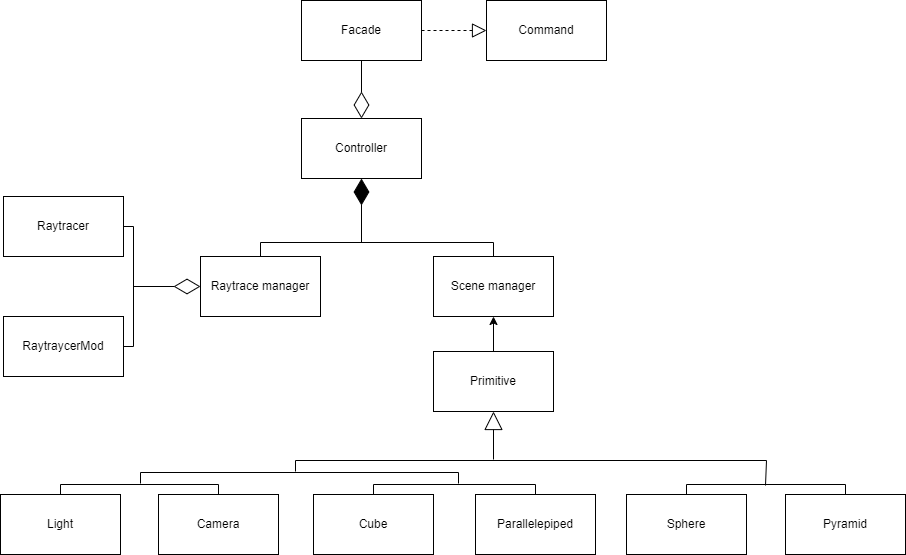 Facade
Command
Controller
Raytracer
Raytrace manager
Scene manager
RaytraycerMod
Primitive
Light
Camera
Cube
Parallelepiped
Sphere
Pyramid